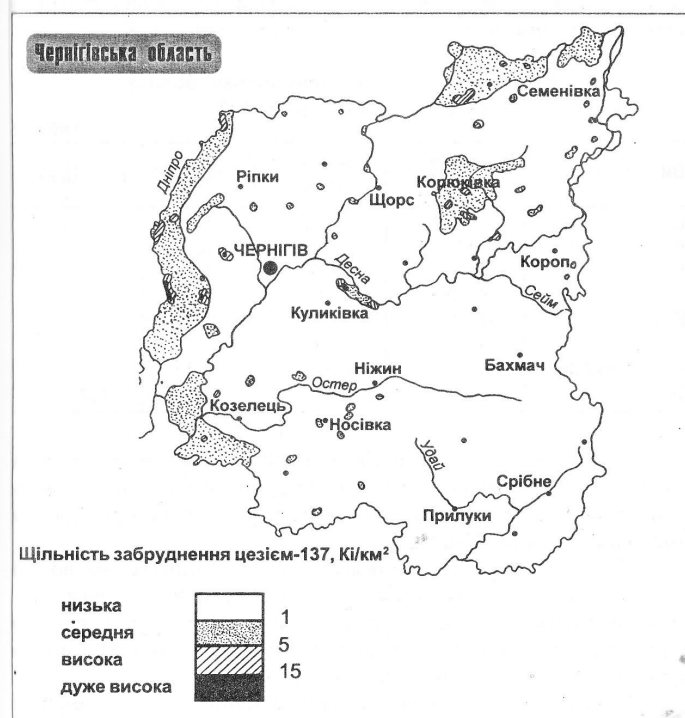 Чернігівська область
Семенівка
Дніпро
Ріпки
Корюківка
Щорс
ЧЕРНІГІВ
Десна
Короп
Сейм
Куликівка
Ніжин
Бахмач
Остер
Козелець
Носівка
Удай
Срібне
Прилуки
Щільність забруднення цезієм-137, Кі/км²
низька
1
середня
5
висока
15
дуже висока